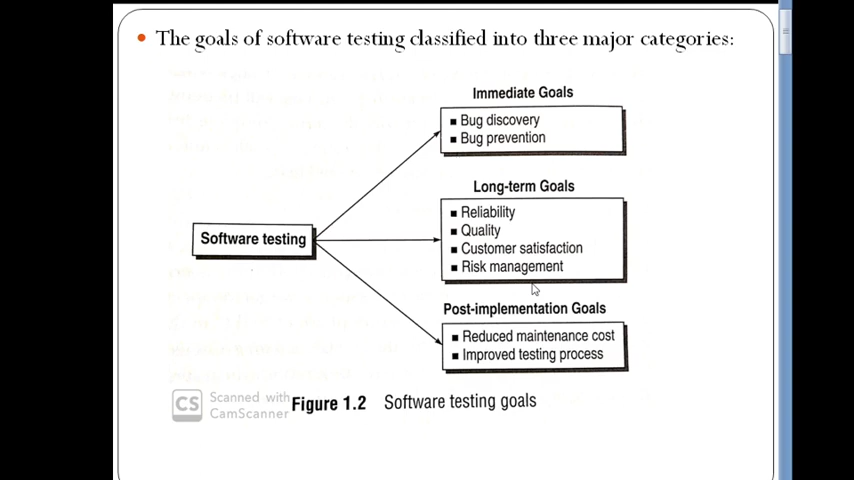 • The goals of software testing classified into three major categories:
Immediate Goals
▪ Bug discovery
▪ Bug prevention
Long-term Goals
▪ Reliability
▪ Quality
▪ Customer satisfaction
▪ Risk management
Software testing
Post-implementation Goals
▪ Reduced maintenance cost
▪ Improved testing process
CS Scanned with
CamScanner
Figure 1.2 Software testing goals